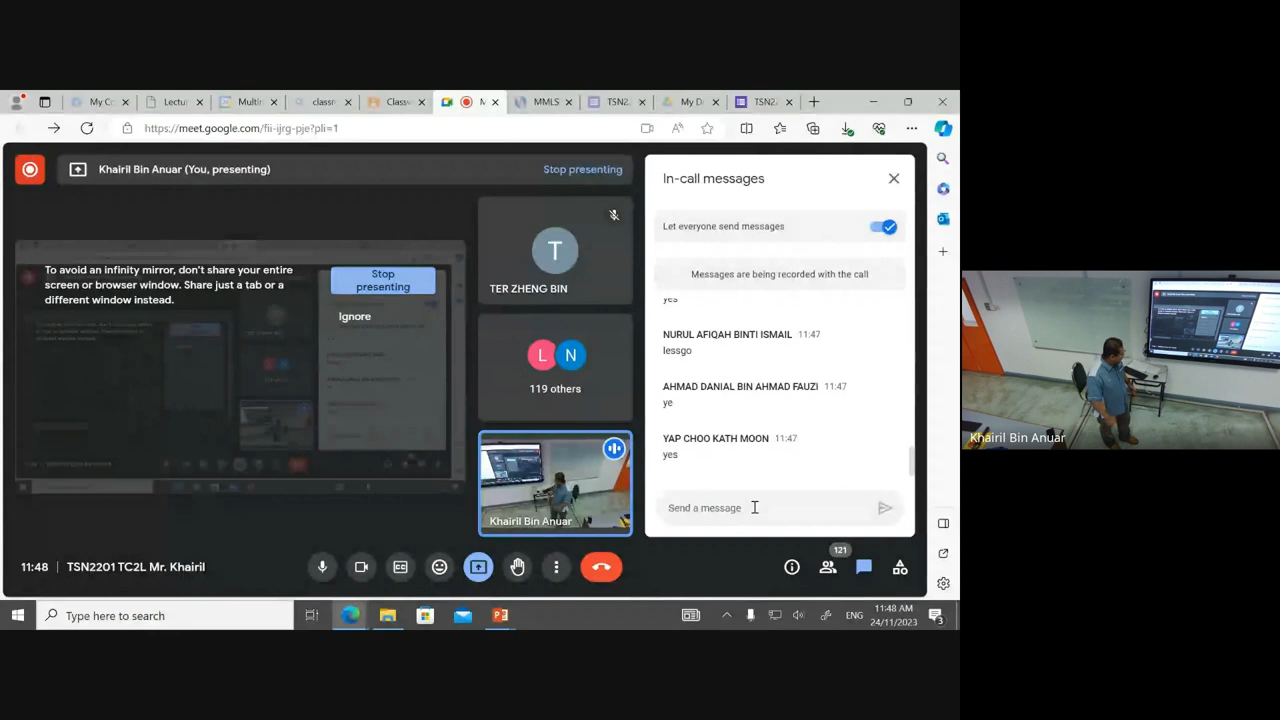 My Co
Lectu
Multin
classr
Classw
M
MMLS
TSN2.
My D
TSN2
https://meet.google.com/fii-ijrg-pje?pli=1
Khairil Bin Anuar (You, presenting)
Stop presenting
To avoid an infinity mirror, don't share your entire
screen or browser window. Share just a tab or a
different window instead.
Stop
presenting
Ignore
T
TER ZHENG BIN
L N
119 others
Khairil Bin Anuar
In-call messages
Let everyone send messages
Messages are being recorded with the call
yes
NURUL AFIQAH BINTI ISMAIL 11:47
lessgo
AHMAD DANIAL BIN AHMAD FAUZI 11:47
ye
YAP CHOO KATH MOON 11:47
yes
Send a message
11:48 TSN2201 TC2L Mr. Khairil
121
Type here to search
ENG
11:48 AM
24/11/2023
3
Khairil Bin Anuar